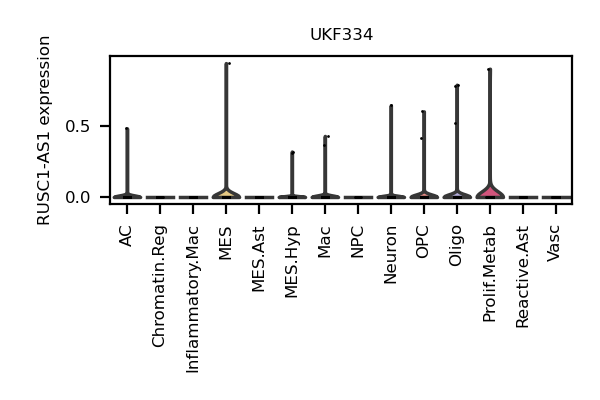 UKF334
RUSC1-AS1 expression
0.5
0.0
AC
Chromatin.Reg
Inflammatory.Mac
MES
MES.Ast
MES.Hyp
Mac
NPC
Neuron
OPC
Oligo
Prolif.Metab
Reactive.Ast
Vasc